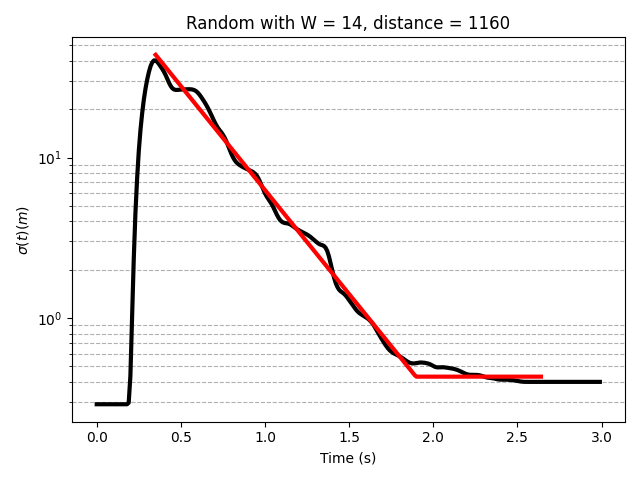 Random with W = 14, distance = 1160
σ(t)(m)
10¹
10⁰
0.0 0.5 1.0 1.5 2.0 2.5 3.0
Time (s)